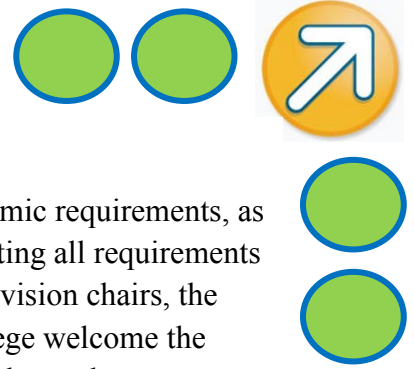 mic requirements, as
ting all requirements
vision chairs, the
ege welcome the